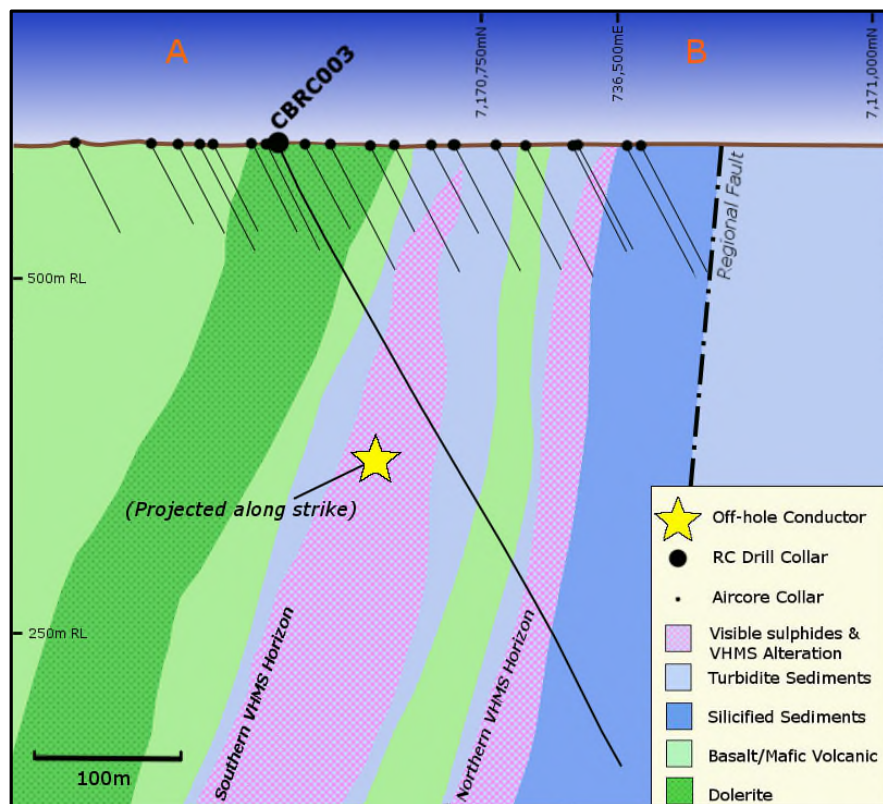 A
B
CBRC003
7,170,750mN
736,500mE
7,171,000mN
Regional Fault
500m RL
(Projected along strike)
250m RL
Southern VHMS Horizon
Northern VHMS Horizon
100m
Off-hole Conductor
RC Drill Collar
Aircore Collar
Visible sulphides &
VHMS Alteration
Turbidite Sediments
Silicified Sediments
Basalt/Mafic Volcanic
Dolerite